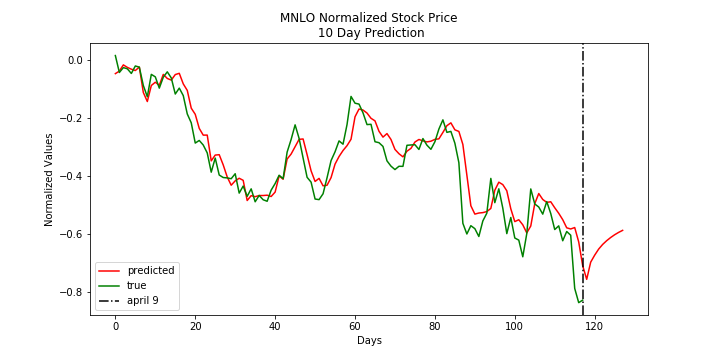 MNLO Normalized Stock Price
10 Day Prediction
Normalized Values
0.0
−0.2
−0.4
−0.6
−0.8
predicted
true
april 9
0 20 40 60 80 100 120
Days